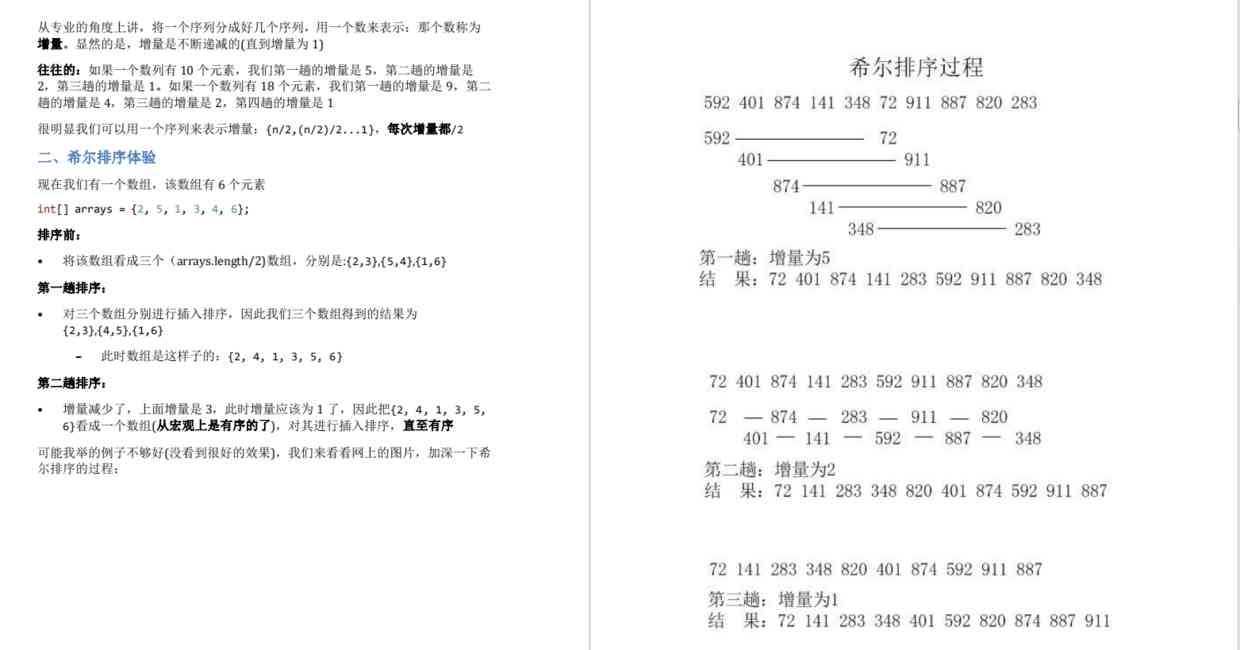 从专业的角度上讲，将一个序列分成好几个序列，用一个数来表示：那个数称为
增量。显然的是，增量是不断递减的(直到增量为 1)
往往的：如果一个数列有 10 个元素，我们第一趟的增量是 5，第二趟的增量是
2，第三趟的增量是 1。如果一个数列有 18 个元素，我们第一趟的增量是 9，第二
趟的增量是 4，第三趟的增量是 2，第四趟的增量是 1
很明显我们可以用一个序列来表示增量：{n/2,(n/2)/2...1}，每次增量都/2
二、希尔排序体验
现在我们有一个数组，该数组有 6 个元素
int[] arrays = {2, 5, 1, 3, 4, 6};
排序前：
• 将该数组看成三个（arrays.length/2)数组，分别是:{2,3},{5,4},{1,6}
第一趟排序：
• 对三个数组分别进行插入排序，因此我们三个数组得到的结果为
{2,3},{4,5},{1,6}
– 此时数组是这样子的：{2, 4, 1, 3, 5, 6}
第二趟排序：
• 增量减少了，上面增量是 3，此时增量应该为 1 了，因此把{2, 4, 1, 3, 5,
6}看成一个数组(从宏观上是有序的了)，对其进行插入排序，直至有序
可能我举的例子不够好(没看到很好的效果)，我们来看看网上的图片，加深一下希
尔排序的过程：
希尔排序过程
592 401 874 141 348 72 911 887 820 283
592 —— 72
401 —— 911
874 —— 887
141 —— 820
348 —— 283
第一趟：增量为5
结 果：72 401 874 141 283 592 911 887 820 348
72 401 874 141 283 592 911 887 820 348
72 — 874 — 283 — 911 — 820
401 — 141 — 592 — 887 — 348
第二趟：增量为2
结 果：72 141 283 348 820 401 874 592 911 887
72 141 283 348 820 401 874 592 911 887
第三趟：增量为1
结 果：72 141 283 348 401 592 820 874 887 911